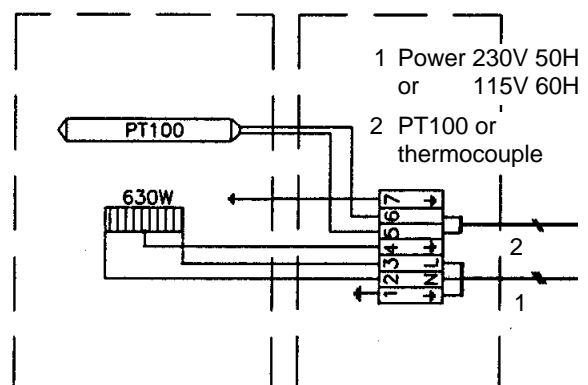 1 Power 230V 50H
or 115V 60H
2 PT100 or
thermocouple
PT100
630W
7
6
5
4
3 L
2 N
1
2
1